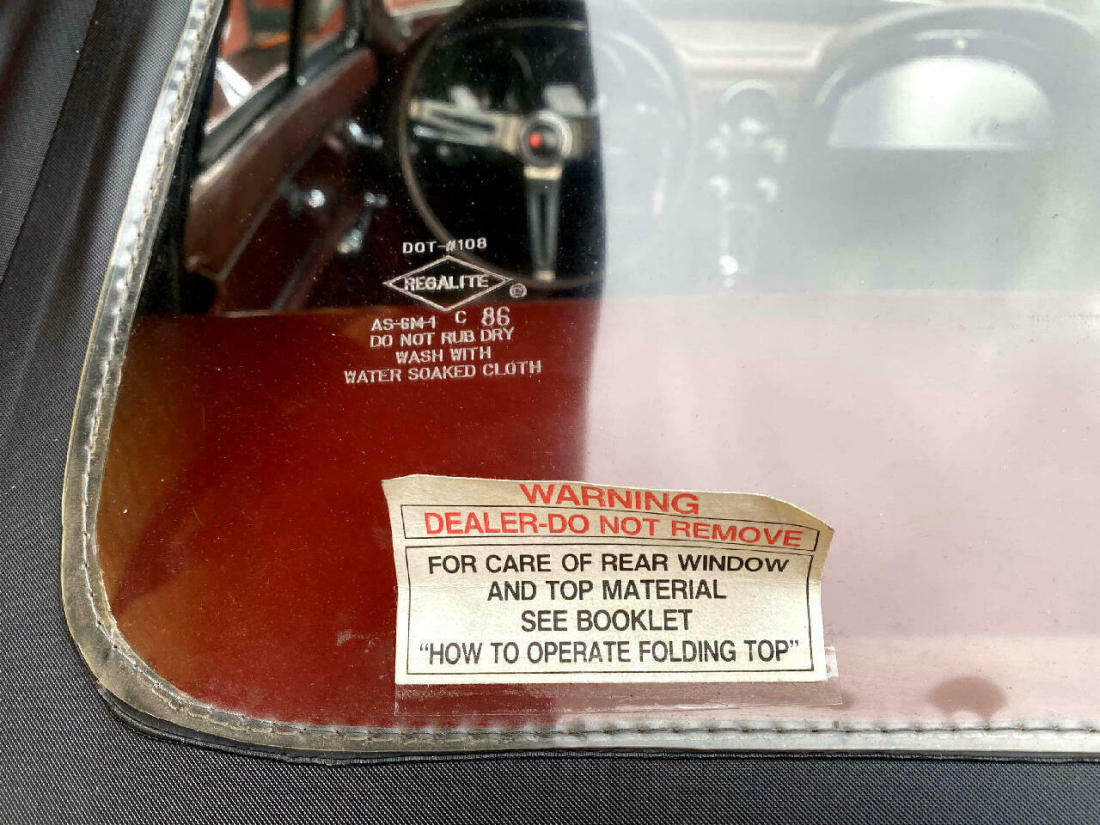 DOT-#108
REGALITE ®
AS-6M-1 C 86
DO NOT RUB DRY
WASH WITH
WATER SOAKED CLOTH
WARNING
DEALER-DO NOT REMOVE
FOR CARE OF REAR WINDOW
AND TOP MATERIAL
SEE BOOKLET
“HOW TO OPERATE FOLDING TOP”